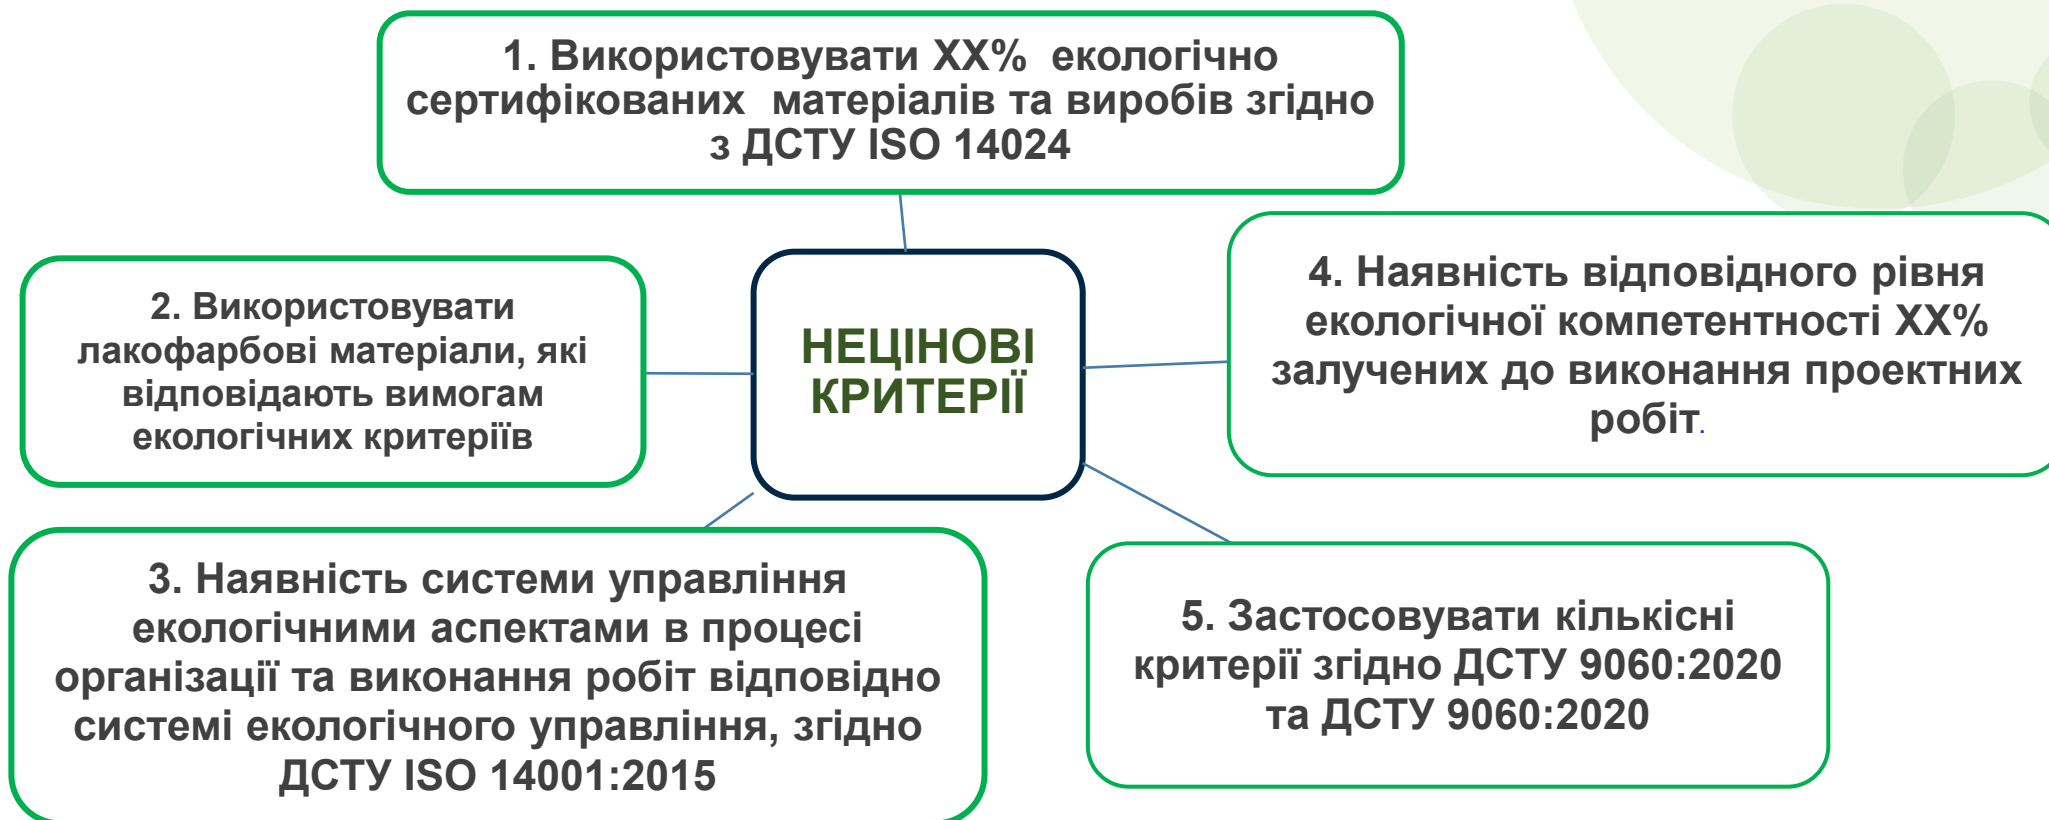 1. Використовувати ХХ% екологічно
сертифікованих матеріалів та виробів згідно
з ДСТУ ISO 14024
2. Використовувати
лакофарбові матеріали, які
відповідають вимогам
екологічних критеріїв
НЕЦІНОВІ
КРИТЕРІЇ
4. Наявність відповідного рівня
екологічної компетентності ХХ%
залучених до виконання проектних
робіт.
3. Наявність системи управління
екологічними аспектами в процесі
організації та виконання робіт відповідно
системі екологічного управління, згідно
ДСТУ ISO 14001:2015
5. Застосовувати кількісні
критерії згідно ДСТУ 9060:2020
та ДСТУ 9060:2020